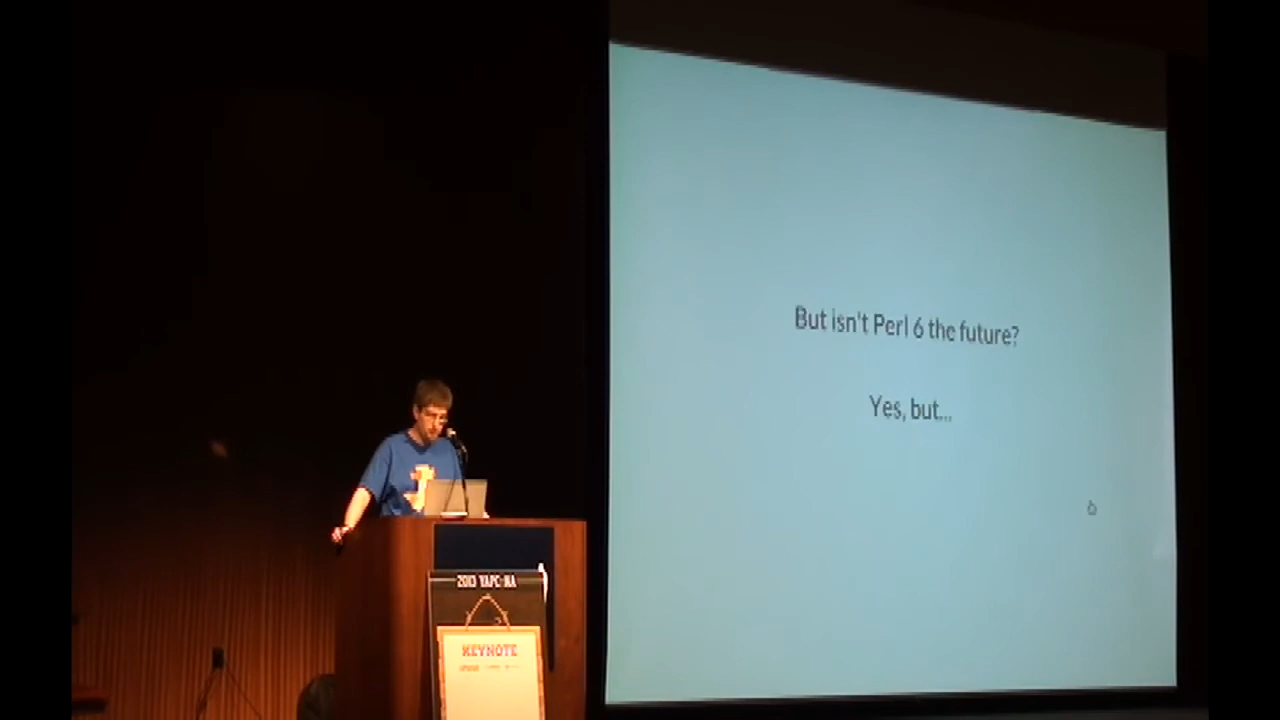 But isn't Perl 6 the future?
Yes, but...
2013 YAPC::NA
KEYNOTE